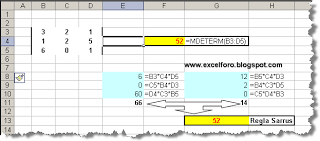 A B C D E F G H
3 3 2 1
4 1 2 5 52 =MDETERM(B3:D5)
5 6 0 1
6
7 www.excelforo.blogspot.com
8 6 =B3*C4*D5 12 =B5*C4*D3
9 0 =B4*C5*D3 2 =B4*C3*D5
10 60 =D4*C3*B5 0 =C5*D4*B3
11 66 14
12
13 52 Regla Sarrus